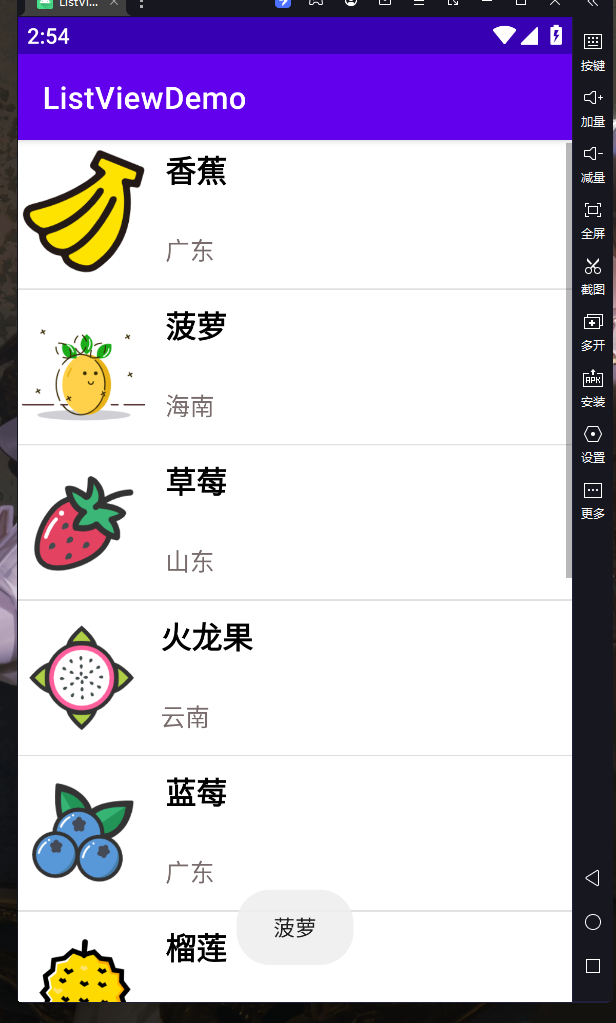 ListVi...
2:54
ListViewDemo
香蕉
广东
菠萝
海南
草莓
山东
火龙果
云南
蓝莓
广东
榴莲
菠萝
按键
加量
减量
全屏
截图
多开
APK
安装
设置
更多